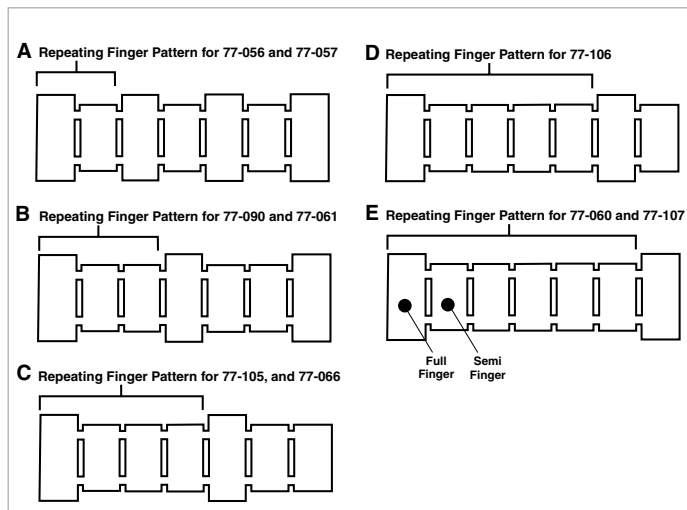 A Repeating Finger Pattern for 77-056 and 77-057
B Repeating Finger Pattern for 77-090 and 77-061
C Repeating Finger Pattern for 77-105, and 77-066
D Repeating Finger Pattern for 77-106
E Repeating Finger Pattern for 77-060 and 77-107
Full
Finger
Semi
Finger